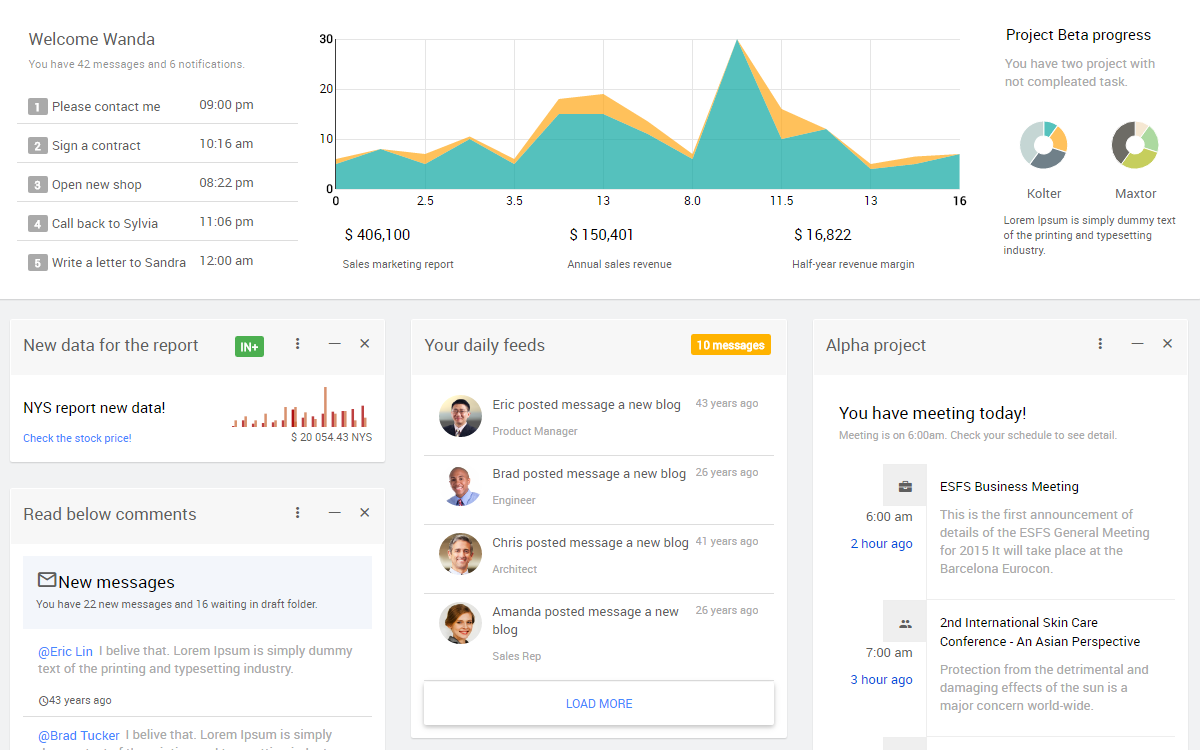 Welcome Wanda
You have 42 messages and 6 notifications.
1 Please contact me 09:00 pm
2 Sign a contract 10:16 am
3 Open new shop 08:22 pm
4 Call back to Sylvia 11:06 pm
5 Write a letter to Sandra 12:00 am
30
20
10
0
0 2.5 3.5 13 8.0 11.5 13 16
$ 406,100
Sales marketing report
$ 150,401
Annual sales revenue
$ 16,822
Half-year revenue margin
Project Beta progress
You have two project with
not compleated task.
Kolter Maxtor
Lorem Ipsum is simply dummy text
of the printing and typesetting
industry.
New data for the report IN+
NYS report new data!
Check the stock price!
$ 20 054.43 NYS
Read below comments
New messages
You have 22 new messages and 16 waiting in draft folder.
@Eric Lin I belive that. Lorem Ipsum is simply dummy
text of the printing and typesetting industry.
43 years ago
@Brad Tucker I belive that. Lorem Ipsum is simply
Your daily feeds 10 messages
Eric posted message a new blog 43 years ago
Product Manager
Brad posted message a new blog 26 years ago
Engineer
Chris posted message a new blog 41 years ago
Architect
Amanda posted message a new 26 years ago
blog
Sales Rep
LOAD MORE
Alpha project
You have meeting today!
Meeting is on 6:00am. Check your schedule to see detail.
6:00 am
2 hour ago
ESFS Business Meeting
This is the first announcement of
details of the ESFS General Meeting
for 2015 It will take place at the
Barcelona Eurocon.
7:00 am
3 hour ago
2nd International Skin Care
Conference - An Asian Perspective
Protection from the detrimental and
damaging effects of the sun is a
major concern world-wide.